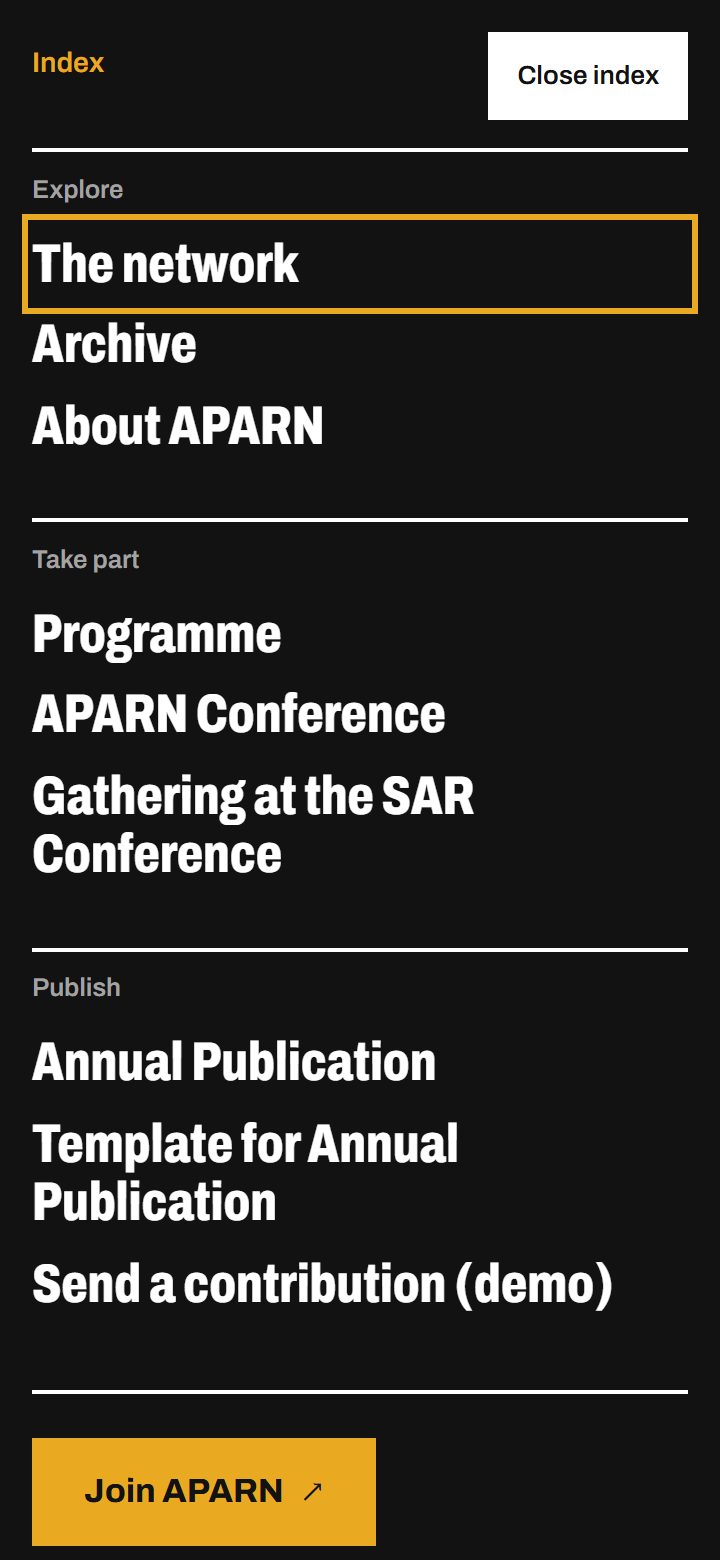 Index
Close index
Explore
The network
Archive
About APARN
Take part
Programme
APARN Conference
Gathering at the SAR
Conference
Publish
Annual Publication
Template for Annual
Publication
Send a contribution (demo)
Join APARN ↗